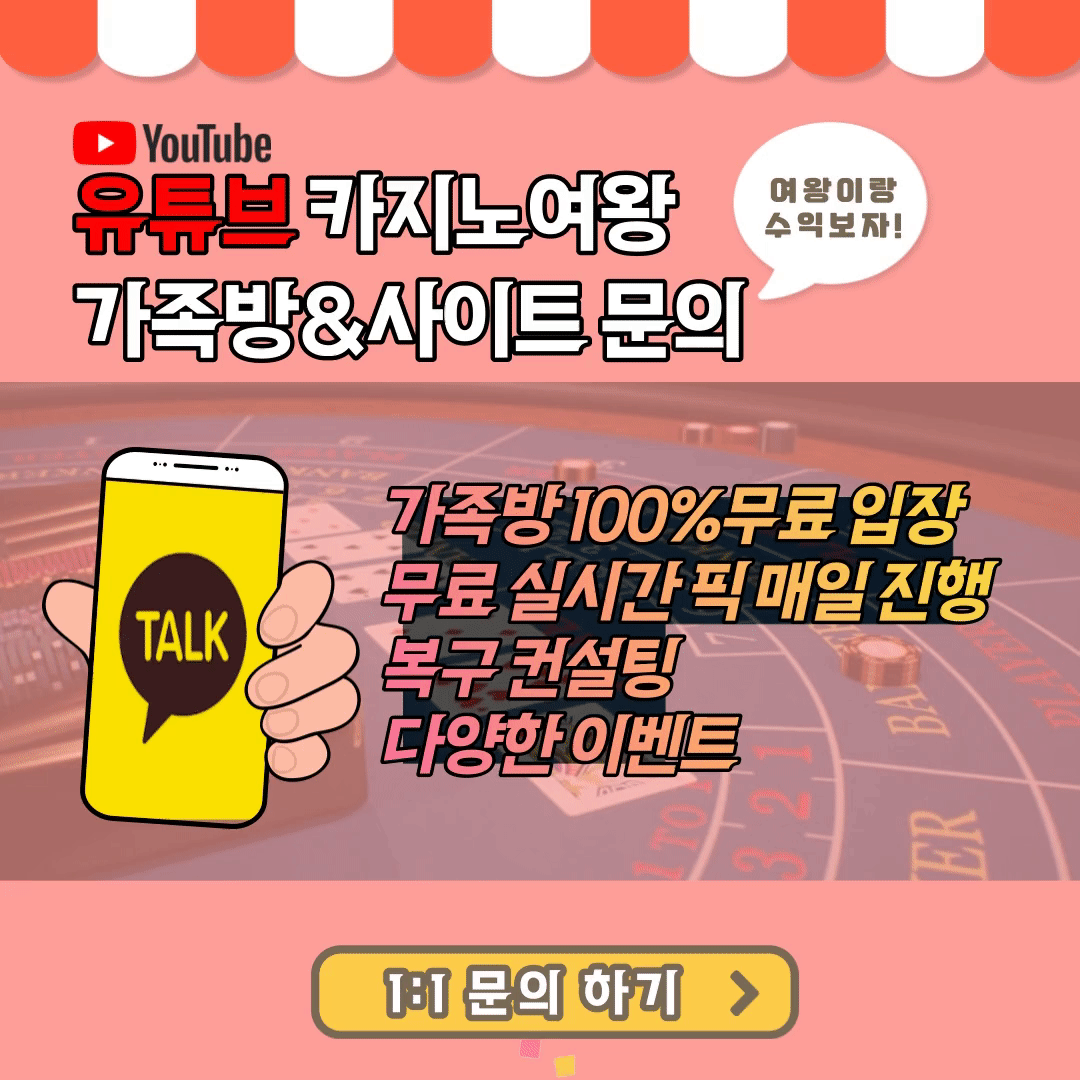 YouTube
유튜브 카지노여왕
가족방&사이트 문의
여왕이랑
수익보자!
TALK
가족방 100%무료 입장
무료 실시간 픽 매일 진행
복구 컨설팅
다양한 이벤트
3 2 1
1:1 문의 하기